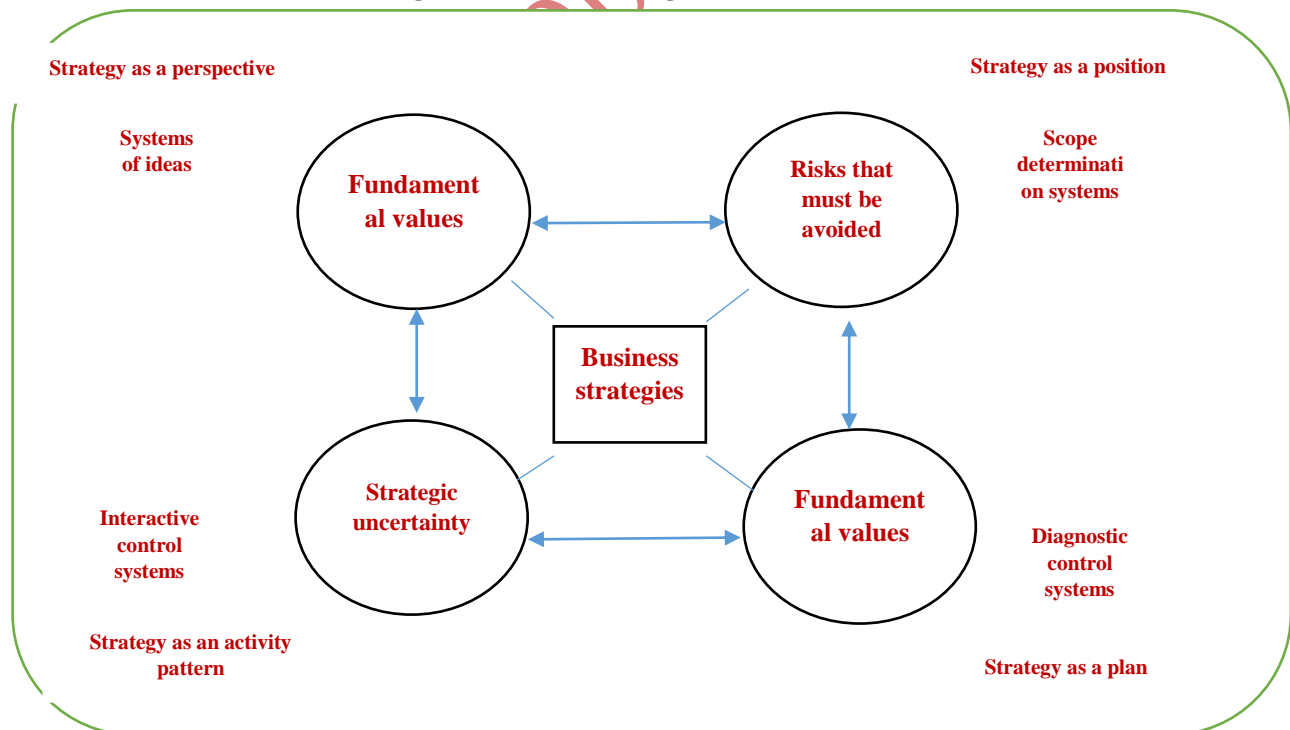 Strategy as a perspective
Strategy as a position
Systems
of ideas
Fundament
al values
Risks that
must be
avoided
Scope
determinati
on systems
Business
strategies
Interactive
control
systems
Strategic
uncertainty
Fundament
al values
Diagnostic
control
systems
Strategy as an activity
pattern
Strategy as a plan